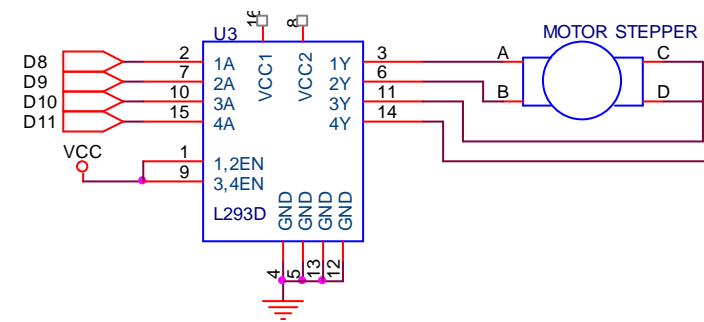 U3
MOTOR STEPPER
16
8
D8
2
1A
VCC1
VCC2
1Y
3
A
C
D9
7
2A
2Y
6
B
D
D10
10
3A
3Y
11
D11
15
4A
4Y
14
VCC
1
1,2EN
9
3,4EN
L293D
GND
GND
GND
GND
4
5
13
12